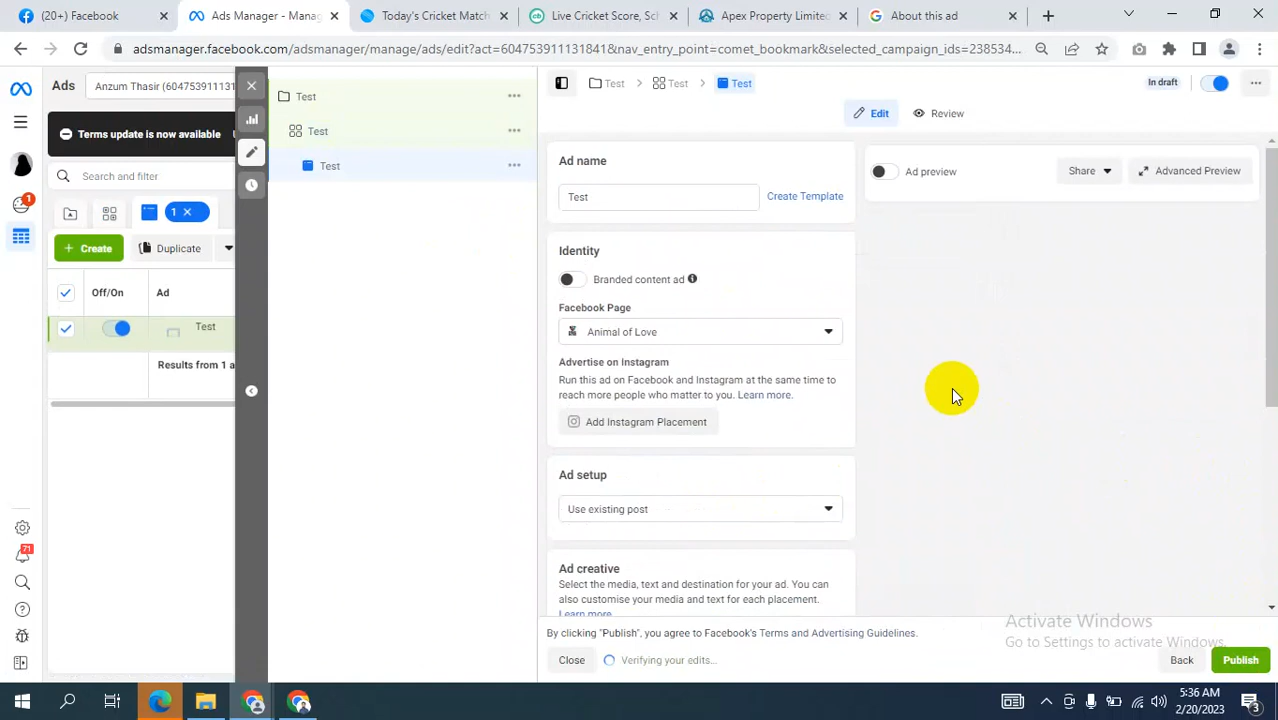 Facebook
Ads Manager - Manag
Today's Cricket Match
Live Cricket Score, Sch
Apex Property Limited
About this ad
adsmanager.facebook.com/adsmanager/manage/ads/edit?act=604753911131841&nav_entry_point=comet_bookmark&selected_campaign_ids=238534...
Ads
Anzum Thasir (604753911131
Terms update is now available
Search and filter
1
1
Create
Duplicate
Off/On
Ad
Test
Results from 1 a
71
Test
Test
Test
Test
Test
Test
In draft
Edit
Review
Ad name
Test
Create Template
Identity
Branded content ad
Facebook Page
Animal of Love
Advertise on Instagram
Run this ad on Facebook and Instagram at the same time to
reach more people who matter to you. Learn more.
Add Instagram Placement
Ad setup
Use existing post
Ad creative
Select the media, text and destination for your ad. You can
also customise your media and text for each placement.
Learn more
Ad preview
Share
Advanced Preview
By clicking "Publish", you agree to Facebook's Terms and Advertising Guidelines.
Close
Verifying your edits...
Back
Publish
Activate Windows
Go to Settings to activate Windows.
5:36 AM
2/20/2023
3